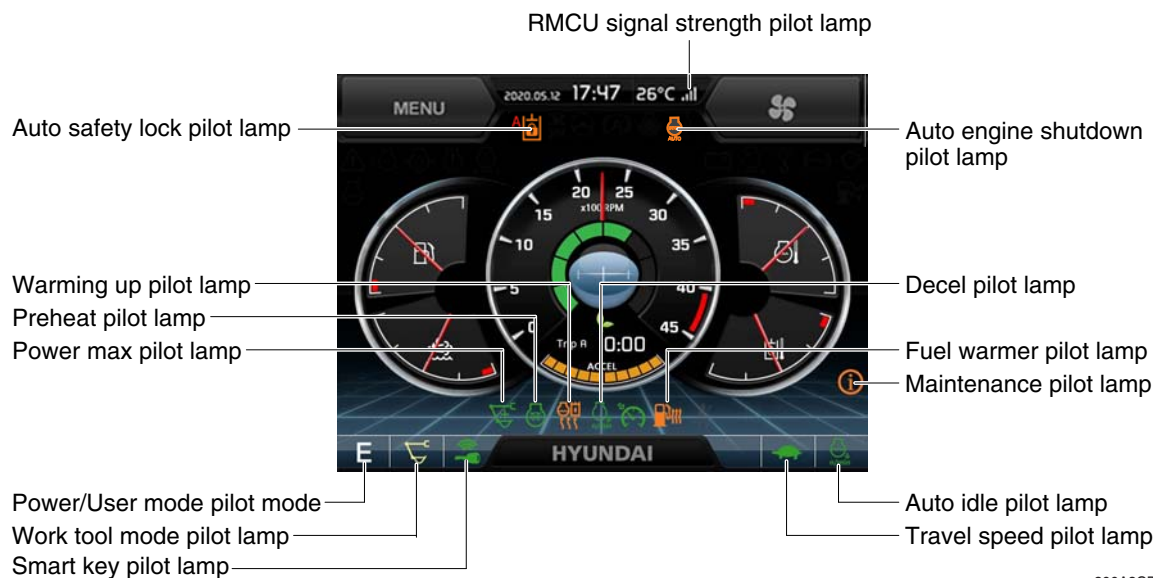 RMCU signal strength pilot lamp
MENU
2020.05.12 17:47 26°C
Auto safety lock pilot lamp
A
AUTO
Auto engine shutdown
pilot lamp
0
5
10
15
20
25
30
35
40
45
x100RPM
Warming up pilot lamp
Preheat pilot lamp
Power max pilot lamp
Decel pilot lamp
Fuel warmer pilot lamp
Maintenance pilot lamp
Trip A 0:00
ACCEL
i
E
HYUNDAI
Power/User mode pilot mode
Work tool mode pilot lamp
Smart key pilot lamp
Auto idle pilot lamp
Travel speed pilot lamp